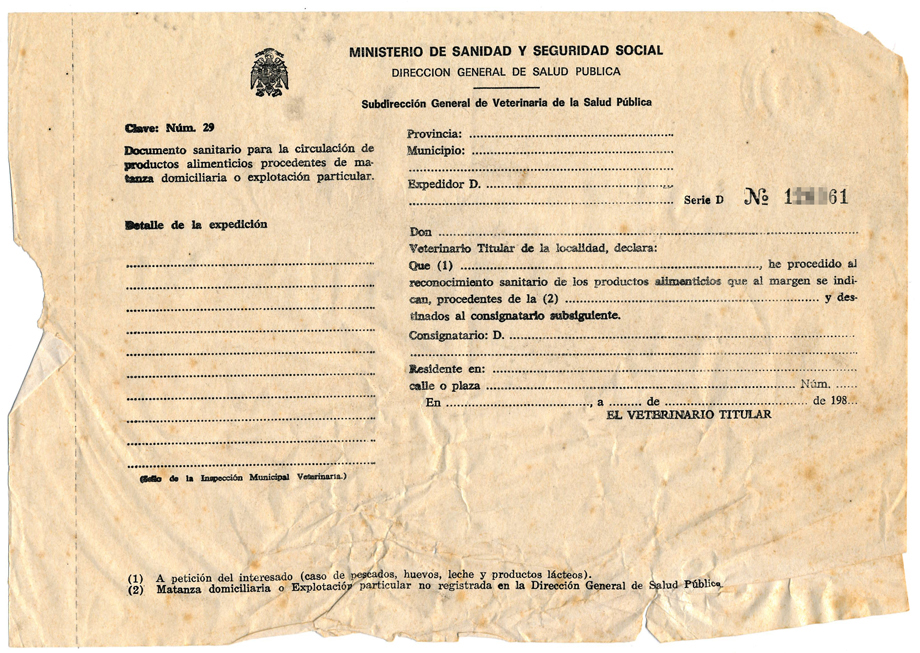 MINISTERIO DE SANIDAD Y SEGURIDAD SOCIAL
DIRECCION GENERAL DE SALUD PUBLICA
Subdirección General de Veterinaria de la Salud Pública
Clave: Núm. 29
Documento sanitario para la circulación de
productos alimenticios procedentes de ma-
tanza domiciliaria o explotación particular.
Detalle de la expedición
(Sello de la Inspección Municipal Veterinaria.)
Provincia:
Municipio:
Expedidor D.
Serie D Nº 1 61
Don
Veterinario Titular de la localidad, declara:
Que (1) , he procedido al
reconocimiento sanitario de los productos alimenticios que al margen se indi-
can, procedentes de la (2) y des-
tinados al consignatario subsiguiente.
Consignatario: D.
Residente en:
calle o plaza Núm.
En , a de de 198
EL VETERINARIO TITULAR
(1) A petición del interesado (caso de pescados, huevos, leche y productos lácteos).
(2) Matanza domiciliaria o Explotación particular no registrada en la Dirección General de Salud Pública